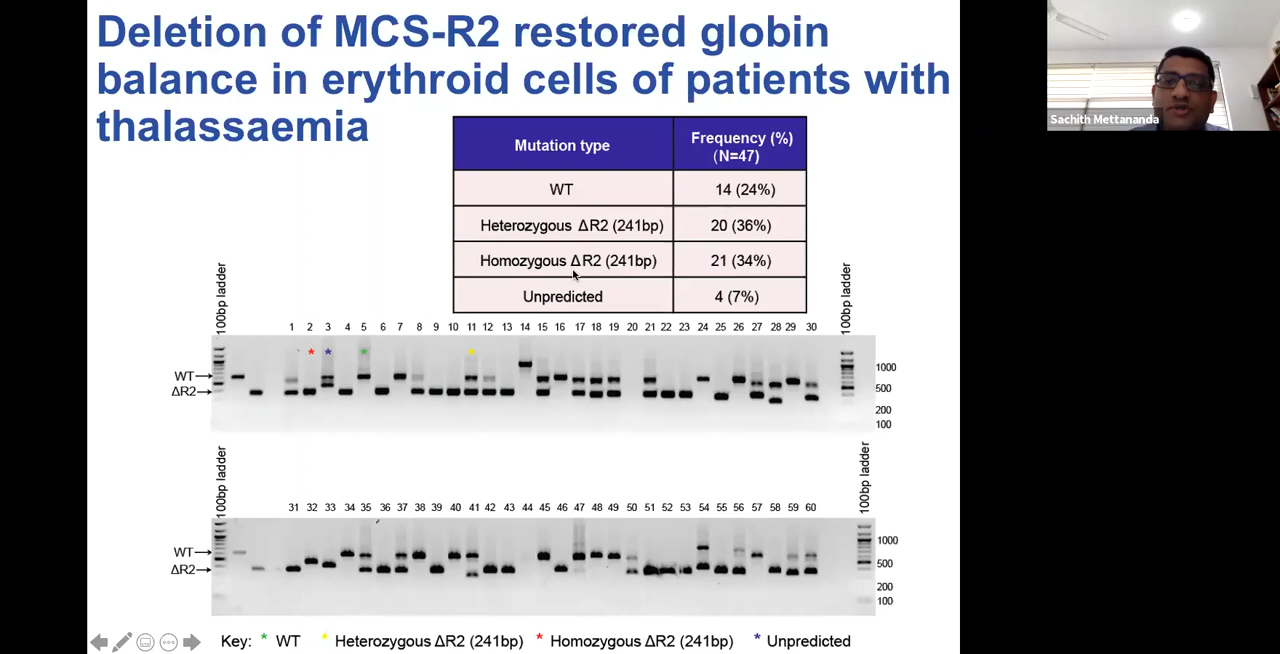 Deletion of MCS-R2 restored globin
balance in erythroid cells of patients with
thalassaemia
Sachith Mettananda
Mutation type Frequency (%)
(N=47)
WT 14 (24%)
Heterozygous ΔR2 (241bp) 20 (36%)
Homozygous ΔR2 (241bp) 21 (34%)
Unpredicted 4 (7%)
100bp ladder 1 2 3 4 5 6 7 8 9 10 11 12 13 14 15 16 17 18 19 20 21 22 23 24 25 26 27 28 29 30 100bp ladder
* * * *
WT
ΔR2
1000
500
200
100
100bp ladder 31 32 33 34 35 36 37 38 39 40 41 42 43 44 45 46 47 48 49 50 51 52 53 54 55 56 57 58 59 60 100bp ladder
WT
ΔR2
1000
500
200
100
Key: * WT * Heterozygous ΔR2 (241bp) * Homozygous ΔR2 (241bp) * Unpredicted